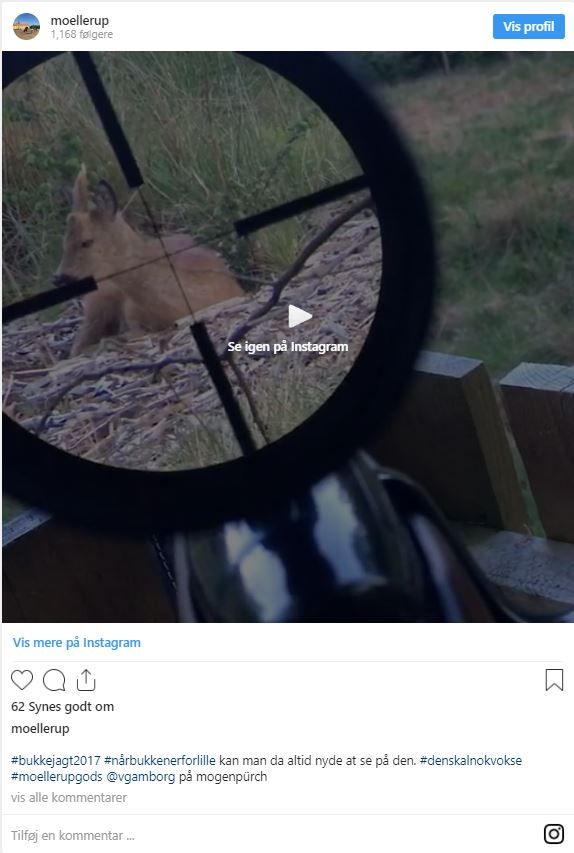 moellerup
1,168 følgere
Vis profil
Se igen på Instagram
Vis mere på Instagram
62 Synes godt om
moellerup
#bukkejagt2017 #nårbukkenerforlille kan man da altid nyde at se på den. #denskalnokvokse
#moellerupgods @vgamborg på mogenpürch
vis alle kommentarer
Tilføj en kommentar ...